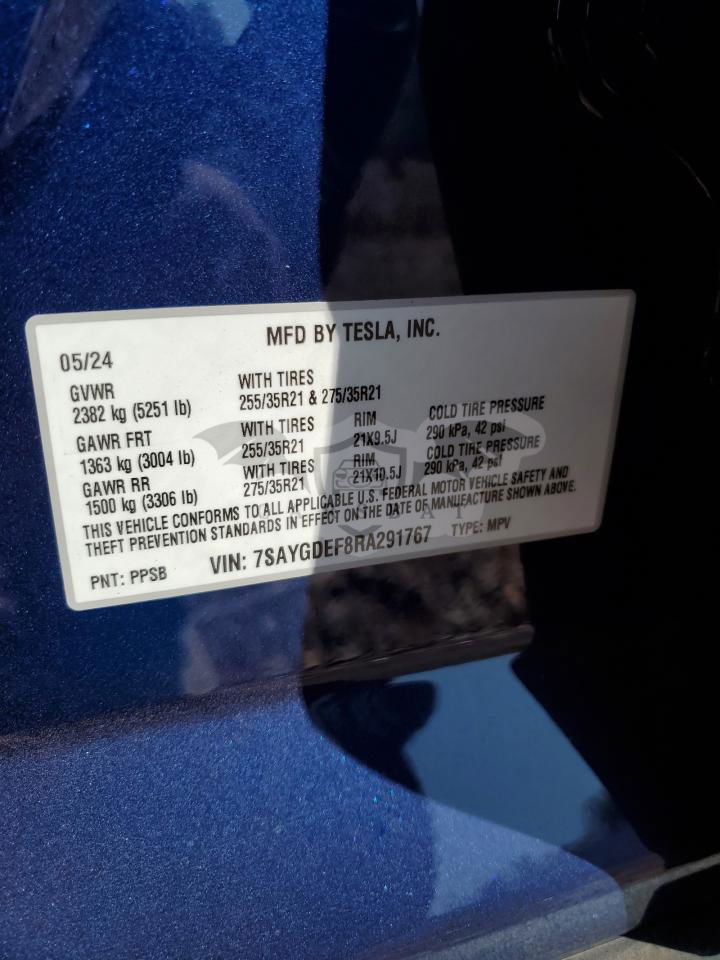 MFD BY TESLA, INC.
05/24
GVWR
2382 kg (5251 lb)
WITH TIRES
255/35R21 & 275/35R21
GAWR FRT
1363 kg (3004 lb)
WITH TIRES
255/35R21
RIM
21X9.5J
COLD TIRE PRESSURE
290 kPa, 42 psi
GAWR RR
1500 kg (3306 lb)
WITH TIRES
275/35R21
RIM
21X10.5J
COLD TIRE PRESSURE
290 kPa, 42 psi
THIS VEHICLE CONFORMS TO ALL APPLICABLE U.S. FEDERAL MOTOR VEHICLE SAFETY AND
THEFT PREVENTION STANDARDS IN EFFECT ON THE DATE OF MANUFACTURE SHOWN ABOVE.
PNT: PPSB
VIN: 7SAYGDEF8RA291767
TYPE: MPV